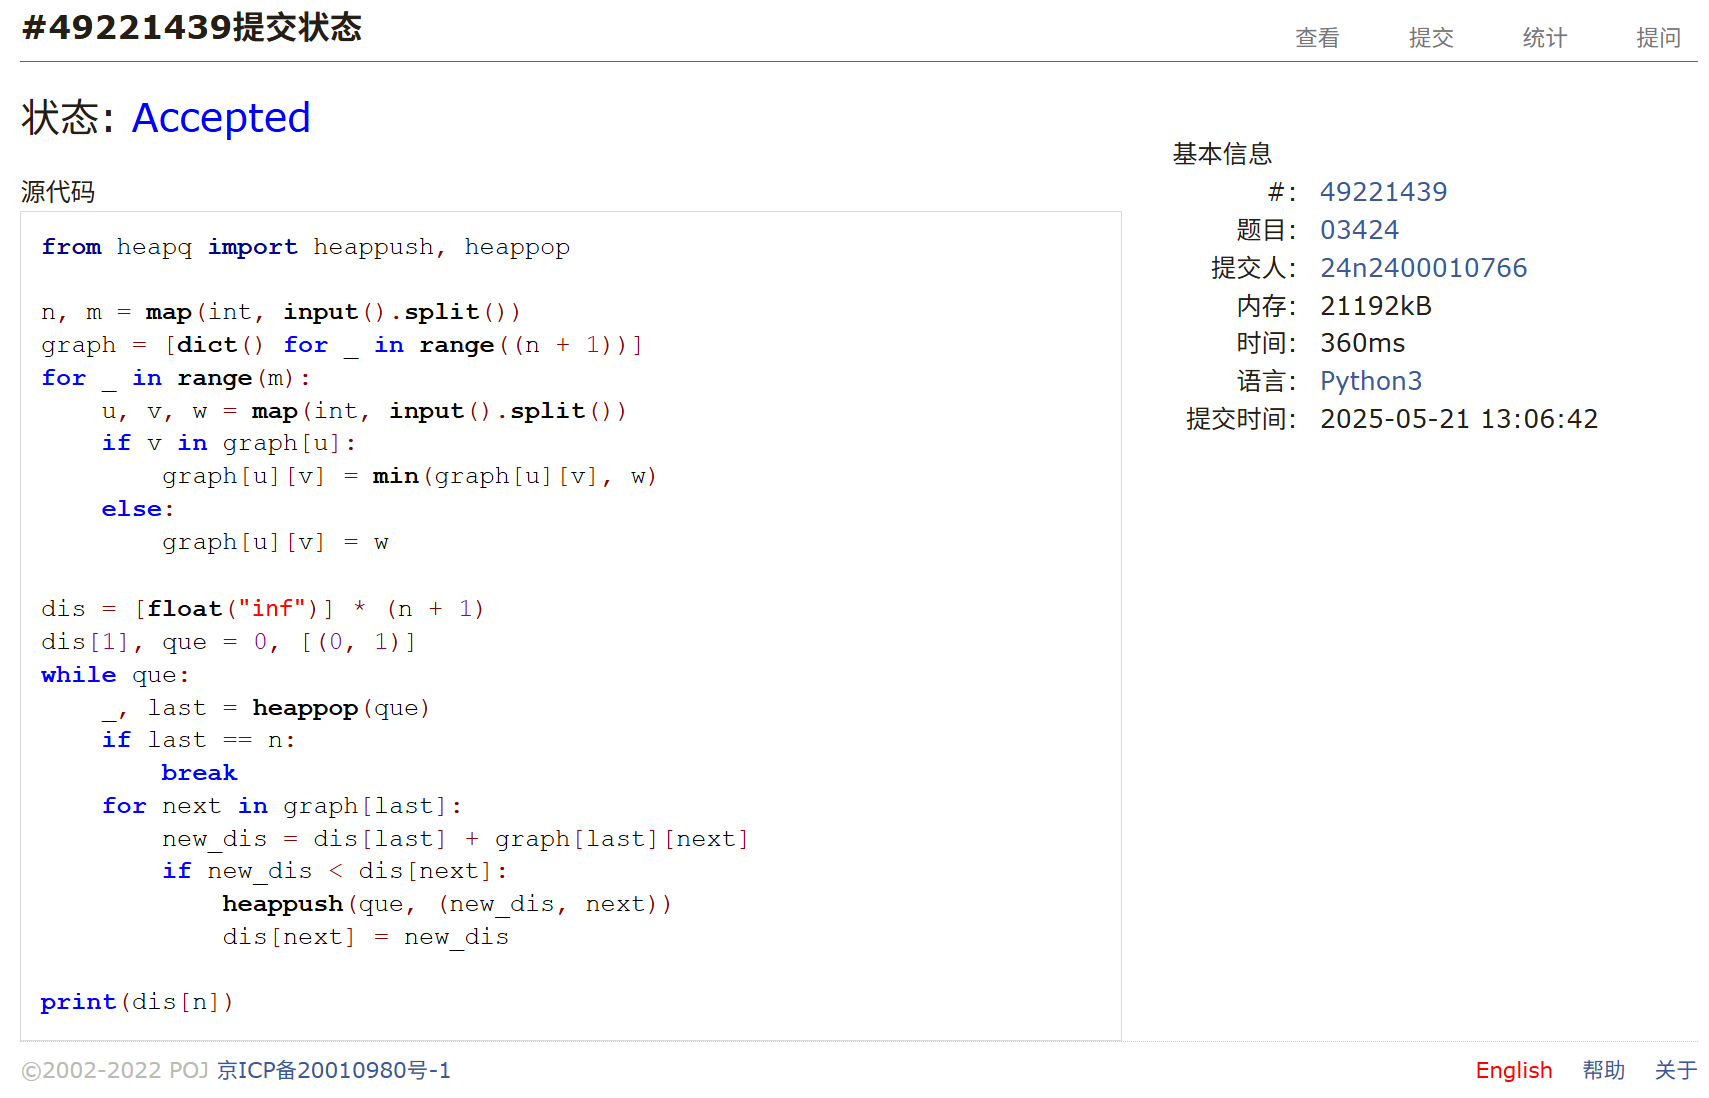 #49221439提交状态
查看 提交 统计 提问
状态: Accepted
源代码
from heapq import heappush, heappop

n, m = map(int, input().split())
graph = [dict() for _ in range((n + 1))]
for _ in range(m):
    u, v, w = map(int, input().split())
    if v in graph[u]:
        graph[u][v] = min(graph[u][v], w)
    else:
        graph[u][v] = w

dis = [float("inf")] * (n + 1)
dis[1], que = 0, [(0, 1)]
while que:
    _, last = heappop(que)
    if last == n:
        break
    for next in graph[last]:
        new_dis = dis[last] + graph[last][next]
        if new_dis < dis[next]:
            heappush(que, (new_dis, next))
            dis[next] = new_dis

print(dis[n])
基本信息
#: 49221439
题目: 03424
提交人: 24n2400010766
内存: 21192kB
时间: 360ms
语言: Python3
提交时间: 2025-05-21 13:06:42
©2002-2022 POJ 京ICP备20010980号-1
English 帮助 关于